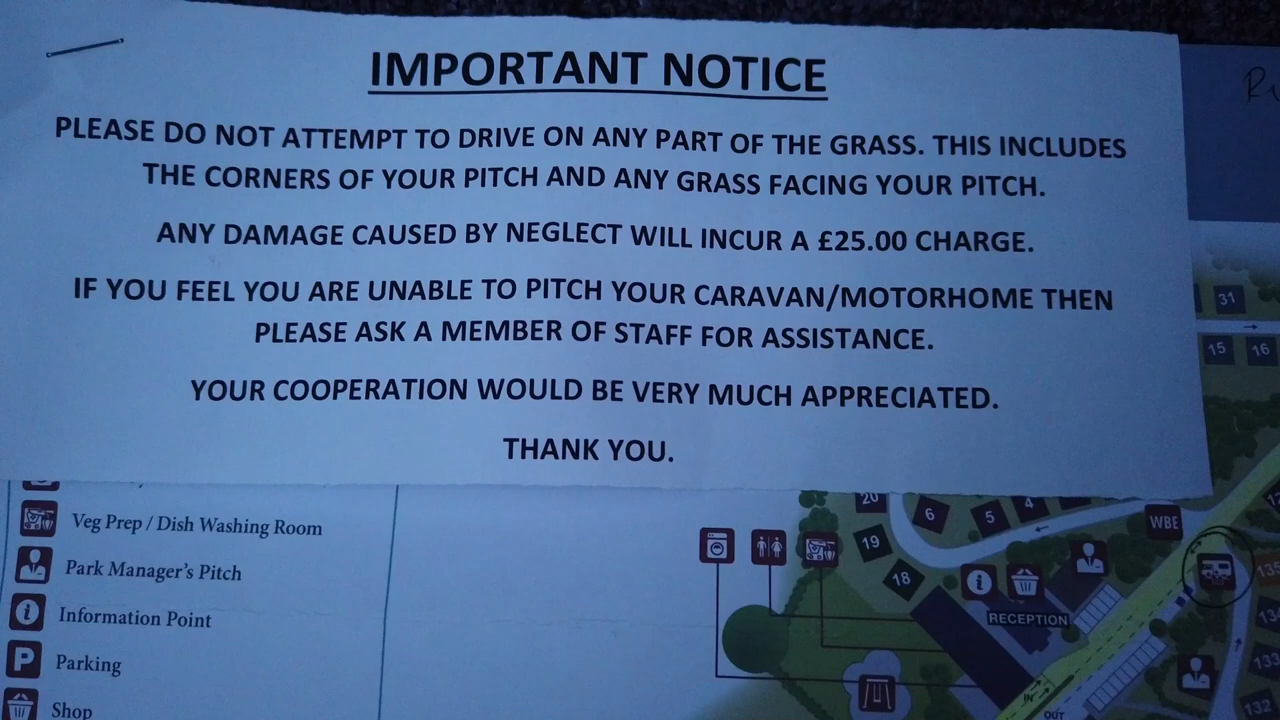 IMPORTANT NOTICE
PLEASE DO NOT ATTEMPT TO DRIVE ON ANY PART OF THE GRASS. THIS INCLUDES
THE CORNERS OF YOUR PITCH AND ANY GRASS FACING YOUR PITCH.
ANY DAMAGE CAUSED BY NEGLECT WILL INCUR A £25.00 CHARGE.
IF YOU FEEL YOU ARE UNABLE TO PITCH YOUR CARAVAN/MOTORHOME THEN
PLEASE ASK A MEMBER OF STAFF FOR ASSISTANCE.
YOUR COOPERATION WOULD BE VERY MUCH APPRECIATED.
THANK YOU.
31
15 16
Veg Prep / Dish Washing Room
Park Manager's Pitch
i Information Point
P Parking
Shop
20 6 5 4 WBE
19
18
i
RECEPTION
135
134
133
132
IN
OUT